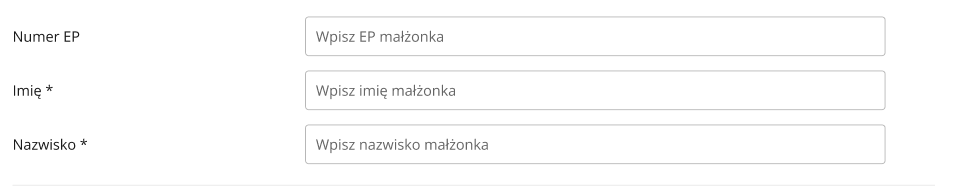 Numer EP
Wpisz EP małżonka
Imię *
Wpisz imię małżonka
Nazwisko *
Wpisz nazwisko małżonka